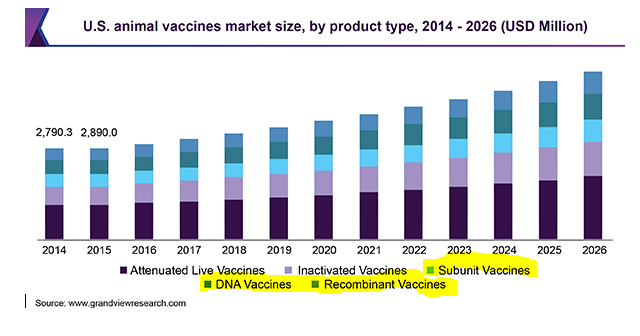 U.S. animal vaccines market size, by product type, 2014 - 2026 (USD Million)
2,790.3 2,890.0
2014 2015 2016 2017 2018 2019 2020 2021 2022 2023 2024 2025 2026
Attenuated Live Vaccines Inactivated Vaccines Subunit Vaccines
DNA Vaccines Recombinant Vaccines
Source: www.grandviewresearch.com